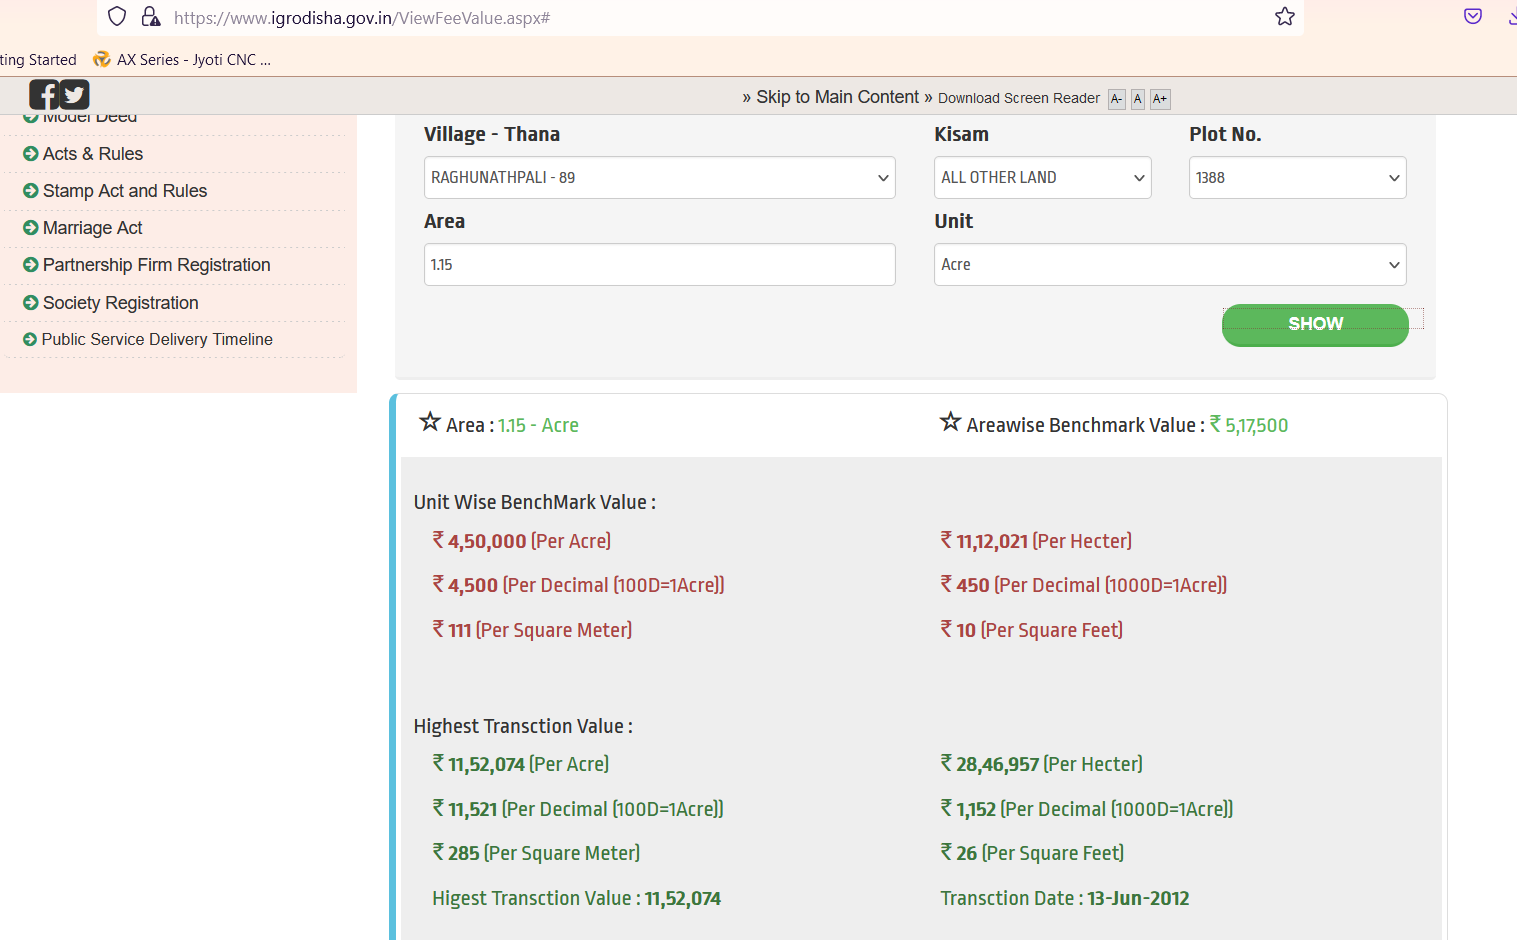 https://www.igrodisha.gov.in/ViewFeeValue.aspx#
ting Started AX Series - Jyoti CNC ...
» Skip to Main Content » Download Screen Reader A- A A+
Model Deed
Acts & Rules
Stamp Act and Rules
Marriage Act
Partnership Firm Registration
Society Registration
Public Service Delivery Timeline
Village - Thana Kisam Plot No.
RAGHUNATHPALI - 89 ALL OTHER LAND 1388
Area Unit
1.15 Acre
SHOW
Area : 1.15 - Acre Areawise Benchmark Value : ₹ 5,17,500
Unit Wise BenchMark Value :
₹ 4,50,000 (Per Acre) ₹ 11,12,021 (Per Hecter)
₹ 4,500 (Per Decimal (100D=1Acre)) ₹ 450 (Per Decimal (1000D=1Acre))
₹ 111 (Per Square Meter) ₹ 10 (Per Square Feet)
Highest Transction Value :
₹ 11,52,074 (Per Acre) ₹ 28,46,957 (Per Hecter)
₹ 11,521 (Per Decimal (100D=1Acre)) ₹ 1,152 (Per Decimal (1000D=1Acre))
₹ 285 (Per Square Meter) ₹ 26 (Per Square Feet)
Higest Transction Value : 11,52,074 Transction Date : 13-Jun-2012